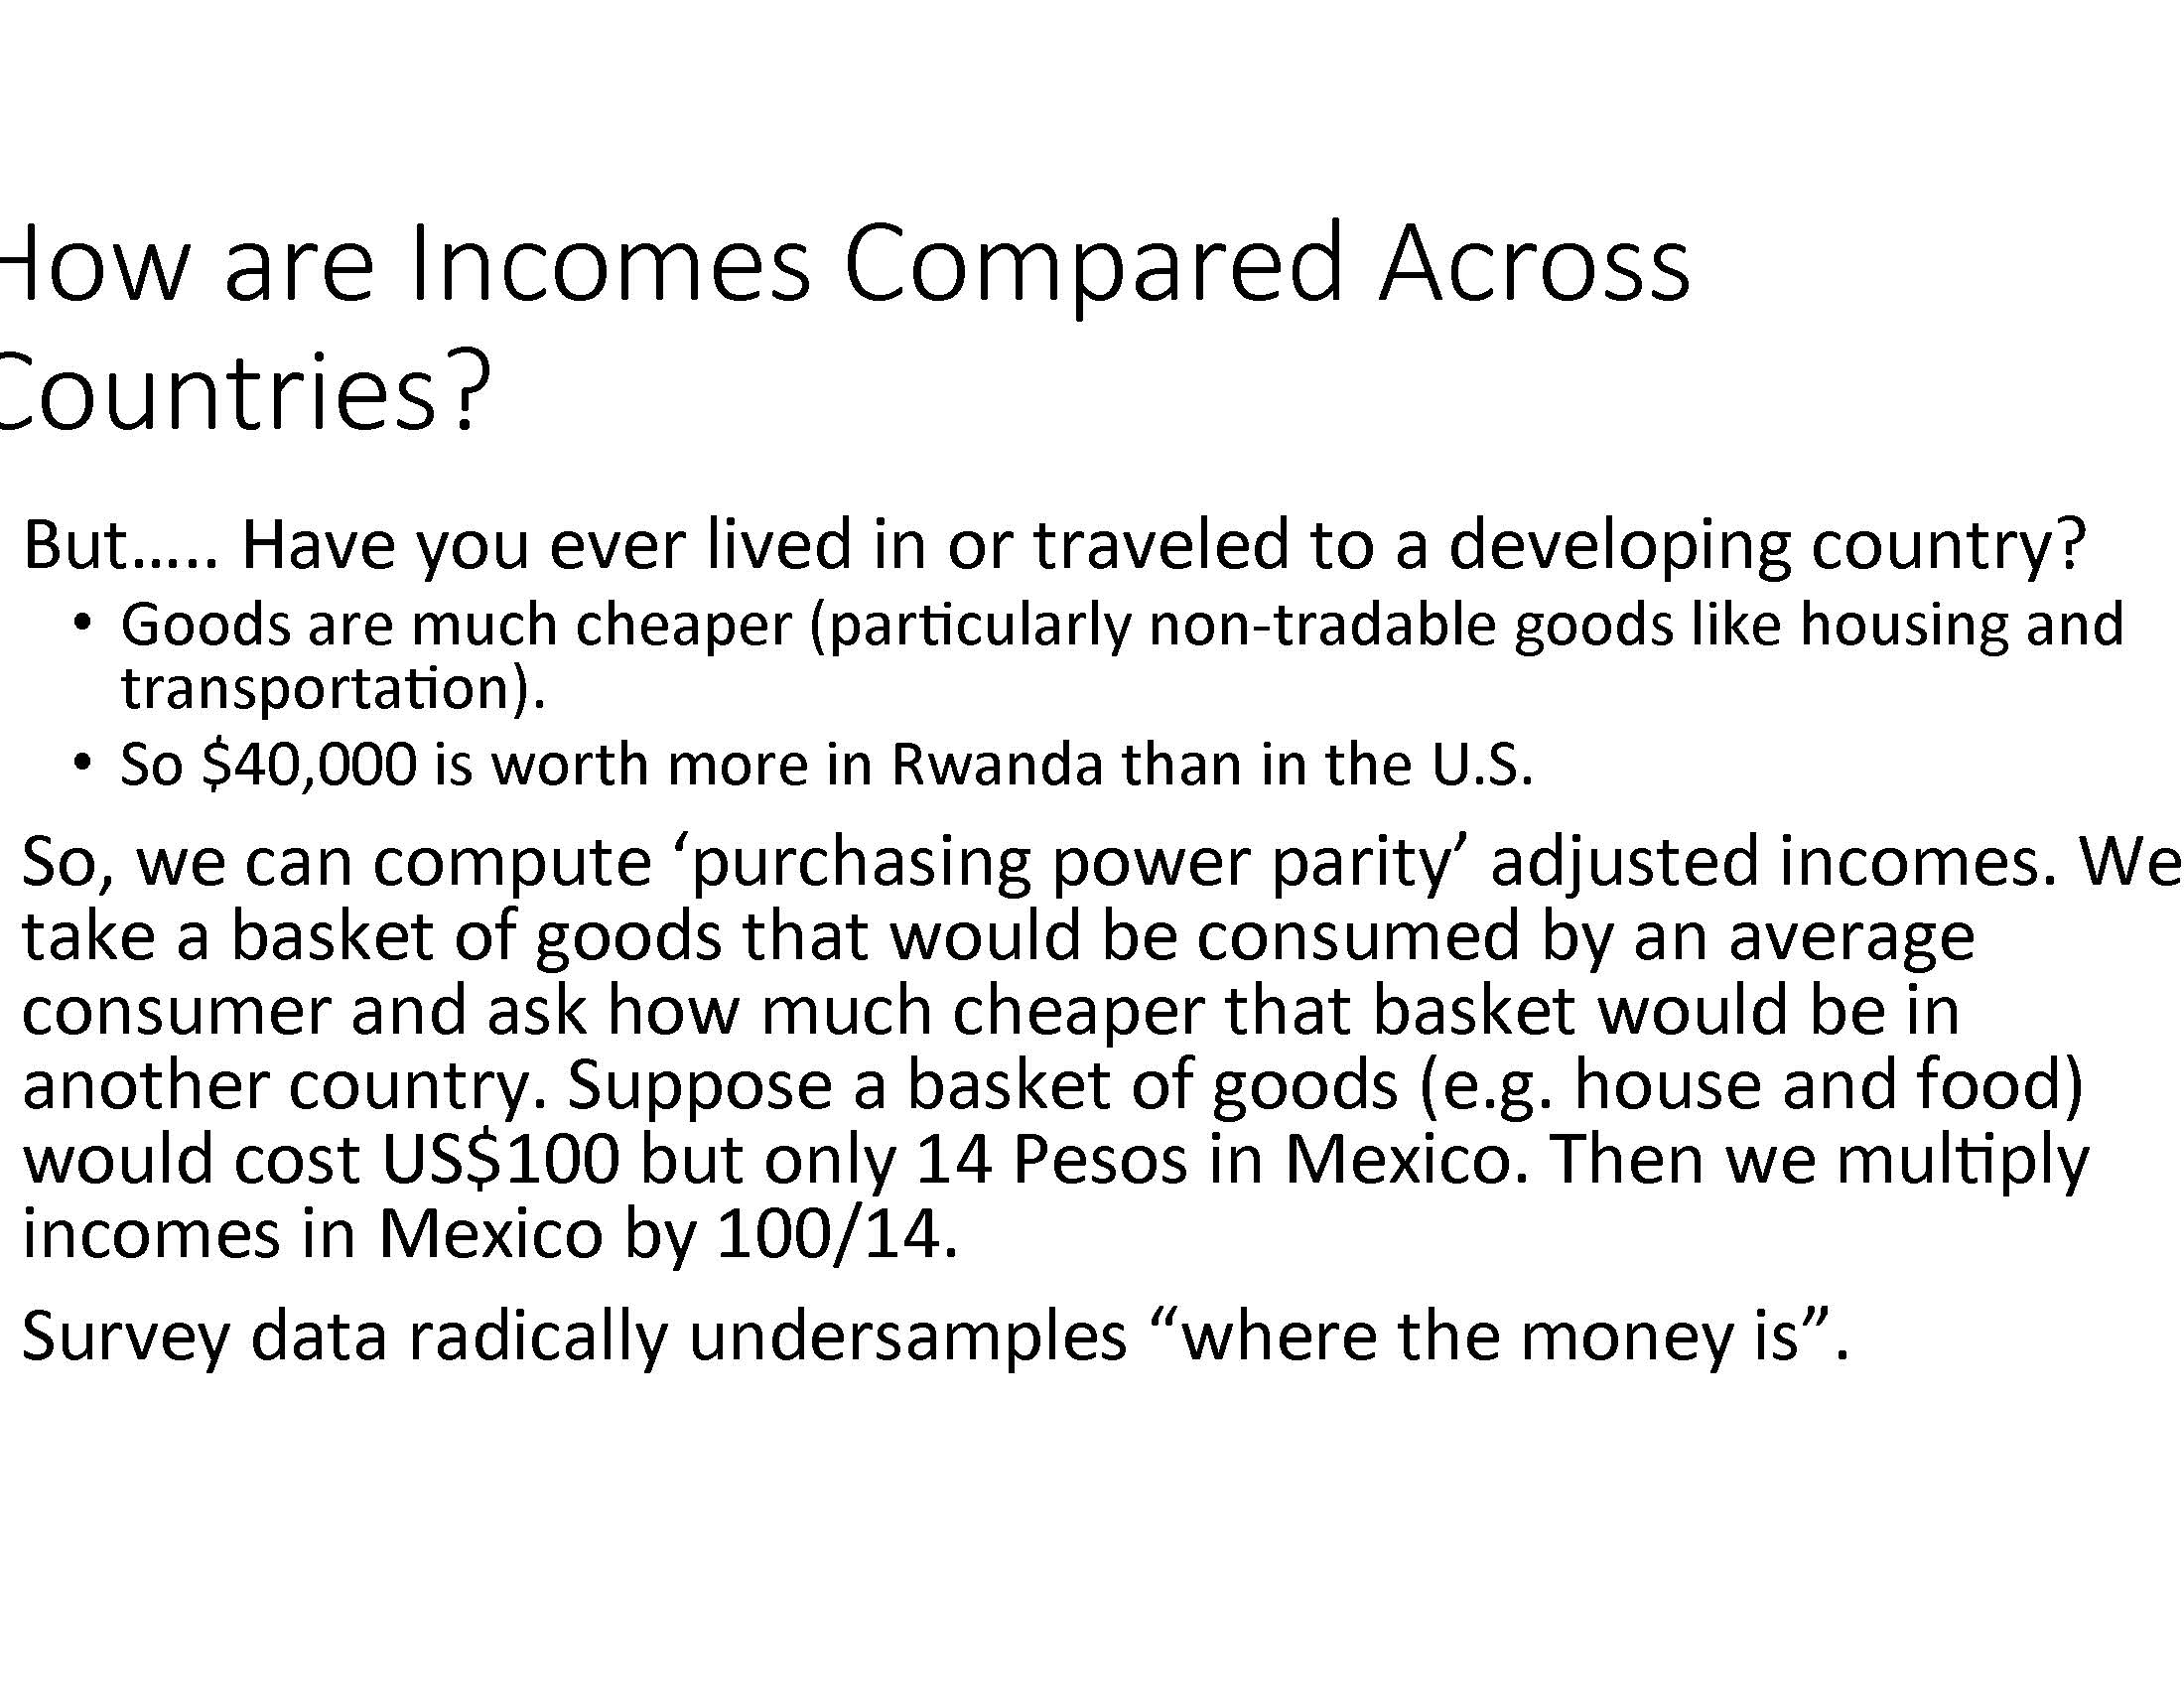 How are Incomes Compared Across
Countries?
But….. Have you ever lived in or traveled to a developing country?
• Goods are much cheaper (particularly non-tradable goods like housing and
transportation).
• So $40,000 is worth more in Rwanda than in the U.S.
So, we can compute ‘purchasing power parity’ adjusted incomes. We
take a basket of goods that would be consumed by an average
consumer and ask how much cheaper that basket would be in
another country. Suppose a basket of goods (e.g. house and food)
would cost US$100 but only 14 Pesos in Mexico. Then we multiply
incomes in Mexico by 100/14.
Survey data radically undersamples “where the money is”.